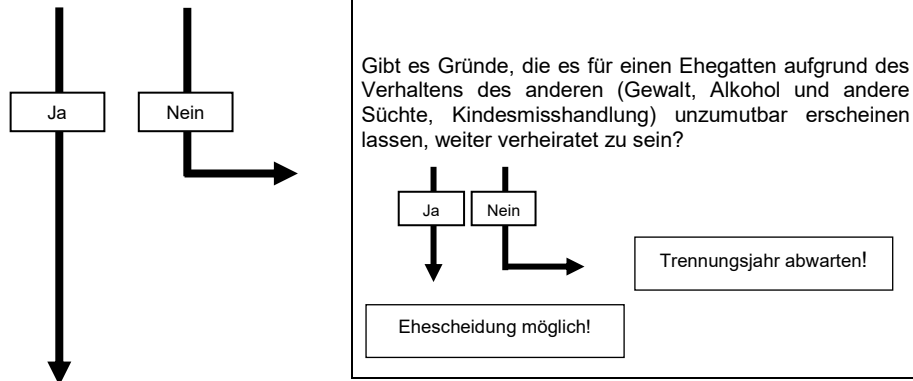 Ja
Nein
Gibt es Gründe, die es für einen Ehegatten aufgrund des
Verhaltens des anderen (Gewalt, Alkohol und andere
Süchte, Kindesmisshandlung) unzumutbar erscheinen
lassen, weiter verheiratet zu sein?
Ja
Nein
Trennungsjahr abwarten!
Ehescheidung möglich!